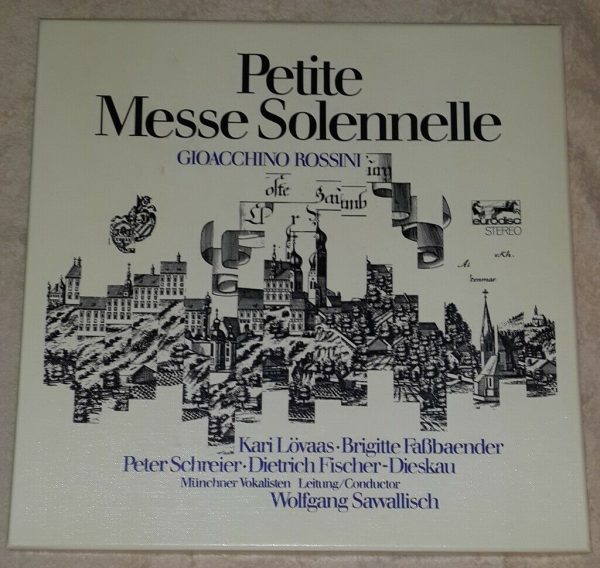 Petite
Messe Solennelle
GIOACCHINO ROSSINI
eurodisc
STEREO
Kari Lövaas · Brigitte Faßbaender
Peter Schreier · Dietrich Fischer-Dieskau
Münchner Vokalisten Leitung/Conductor
Wolfgang Sawallisch